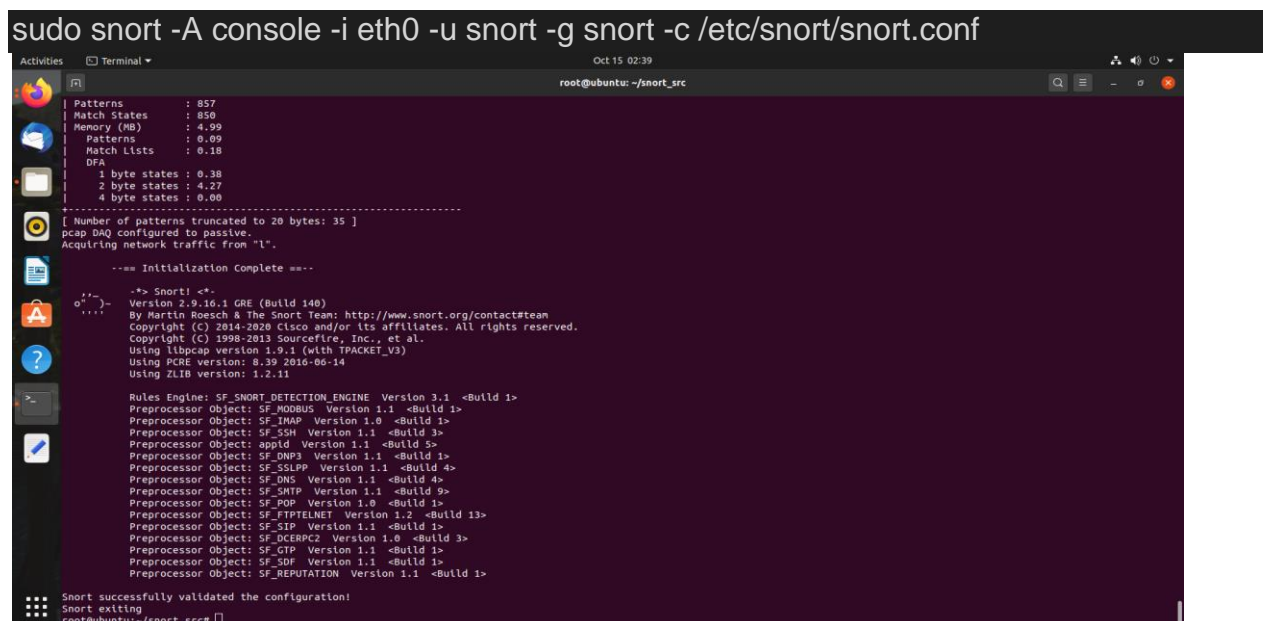 sudo snort -A console -i eth0 -u snort -g snort -c /etc/snort/snort.conf
Activities Terminal Oct 15 02:39
root@ubuntu: ~/snort_src
| Patterns : 857
| Match States : 850
| Memory (MB) : 4.99
| Patterns : 0.09
| Match Lists : 0.18
| DFA
| 1 byte states : 0.38
| 2 byte states : 4.27
| 4 byte states : 0.00
+----------------------------------------------------------------
[ Number of patterns truncated to 20 bytes: 35 ]
pcap DAQ configured to passive.
Acquiring network traffic from "l".
--== Initialization Complete ==--
,,_ -*> Snort! <*-
o" )~ Version 2.9.16.1 GRE (Build 140)
'''' By Martin Roesch & The Snort Team: http://www.snort.org/contact#team
Copyright (C) 2014-2020 Cisco and/or its affiliates. All rights reserved.
Copyright (C) 1998-2013 Sourcefire, Inc., et al.
Using libpcap version 1.9.1 (with TPACKET_V3)
Using PCRE version: 8.39 2016-06-14
Using ZLIB version: 1.2.11
Rules Engine: SF_SNORT_DETECTION_ENGINE Version 3.1 <Build 1>
Preprocessor Object: SF_MODBUS Version 1.1 <Build 1>
Preprocessor Object: SF_IMAP Version 1.0 <Build 1>
Preprocessor Object: SF_SSH Version 1.1 <Build 3>
Preprocessor Object: appid Version 1.1 <Build 5>
Preprocessor Object: SF_DNP3 Version 1.1 <Build 1>
Preprocessor Object: SF_SSLPP Version 1.1 <Build 4>
Preprocessor Object: SF_DNS Version 1.1 <Build 4>
Preprocessor Object: SF_SMTP Version 1.1 <Build 9>
Preprocessor Object: SF_POP Version 1.0 <Build 1>
Preprocessor Object: SF_FTPTELNET Version 1.2 <Build 13>
Preprocessor Object: SF_SIP Version 1.1 <Build 1>
Preprocessor Object: SF_DCERPC2 Version 1.0 <Build 3>
Preprocessor Object: SF_GTP Version 1.1 <Build 1>
Preprocessor Object: SF_SDF Version 1.1 <Build 1>
Preprocessor Object: SF_REPUTATION Version 1.1 <Build 1>
Snort successfully validated the configuration!
Snort exiting
root@ubuntu:~/snort_src#